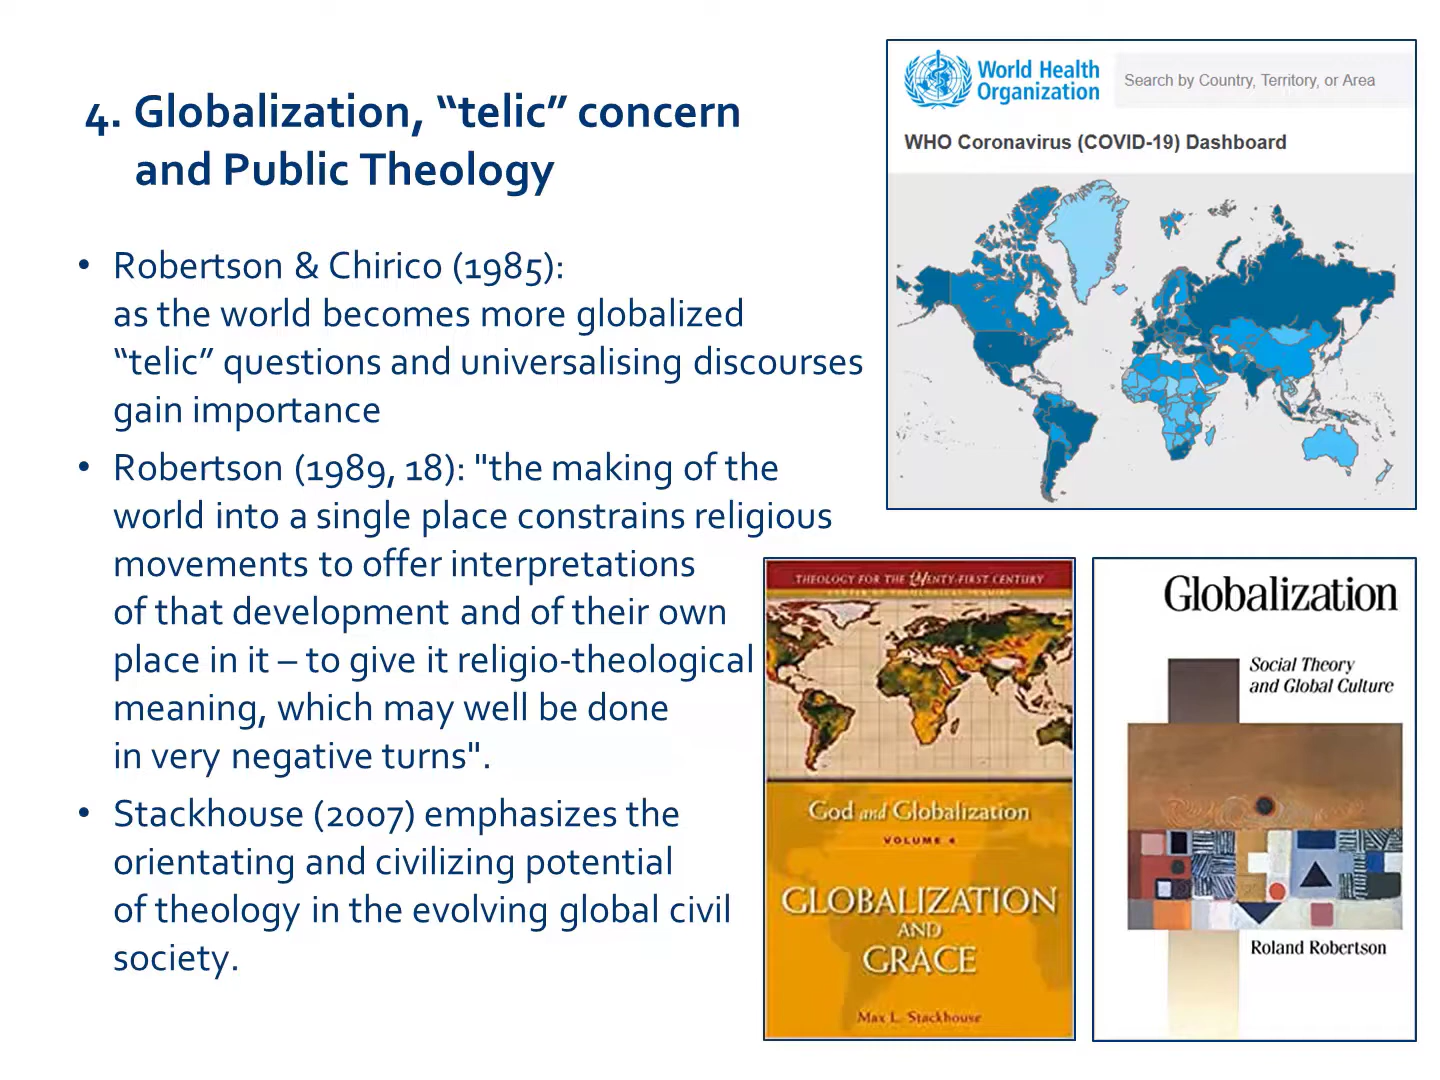 4. Globalization, “telic” concern
and Public Theology
• Robertson & Chirico (1985):
as the world becomes more globalized
“telic” questions and universalising discourses
gain importance
• Robertson (1989, 18): "the making of the
world into a single place constrains religious
movements to offer interpretations
of that development and of their own
place in it – to give it religio-theological
meaning, which may well be done
in very negative turns".
• Stackhouse (2007) emphasizes the
orientating and civilizing potential
of theology in the evolving global civil
society.
World Health
Organization
Search by Country, Territory, or Area
WHO Coronavirus (COVID-19) Dashboard
THEOLOGY FOR THE TWENTY-FIRST CENTURY
CENTER OF THEOLOGICAL INQUIRY
God and Globalization
VOLUME 4
GLOBALIZATION
AND
GRACE
Max L. Stackhouse
Globalization
Social Theory
and Global Culture
Roland Robertson